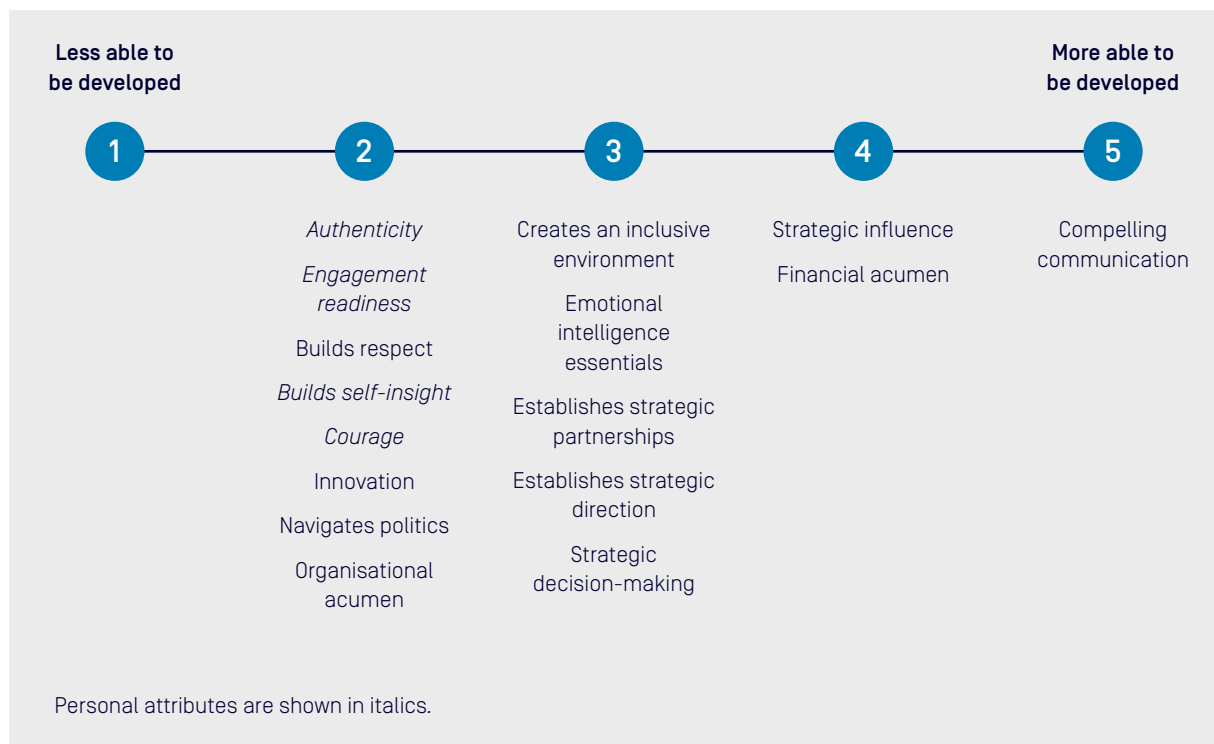 Less able to
be developed
More able to
be developed
1
2
3
4
5
Authenticity
Engagement
readiness
Builds respect
Builds self-insight
Courage
Innovation
Navigates politics
Organisational
acumen
Creates an inclusive
environment
Emotional
intelligence
essentials
Establishes strategic
partnerships
Establishes strategic
direction
Strategic
decision-making
Strategic influence
Financial acumen
Compelling
communication
Personal attributes are shown in italics.